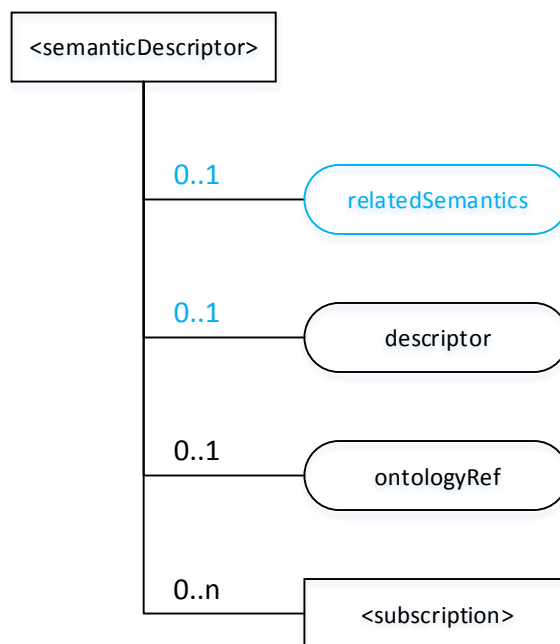 <semanticDescriptor>
0..1
relatedSemantics
0..1
descriptor
0..1
ontologyRef
0..n
<subscription>